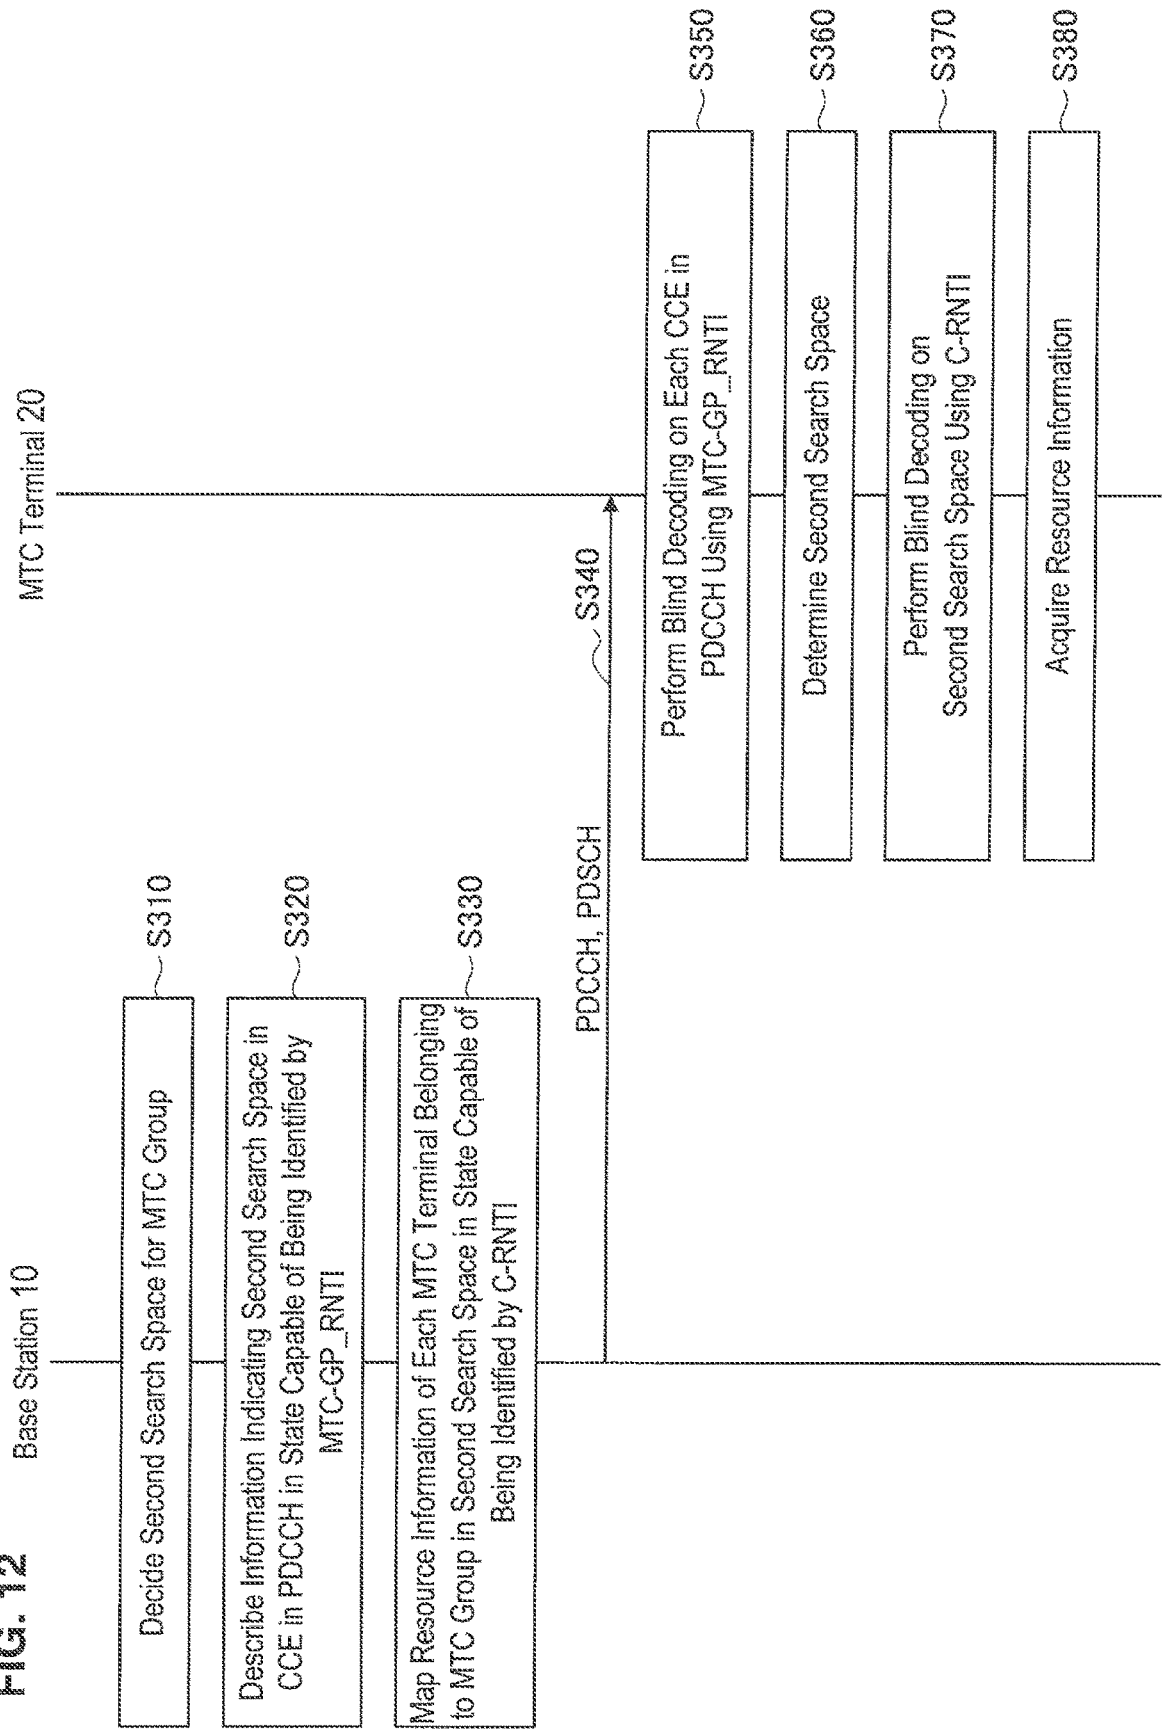 FIG. 12
Base Station 10
MTC Terminal 20
Decide Second Search Space for MTC Group
S310
Describe Information Indicating Second Search Space in
CCE in PDCCH in State Capable of Being Identified by
MTC-GP_RNTI
S320
Map Resource Information of Each MTC Terminal Belonging
to MTC Group in Second Search Space in State Capable of
Being Identified by C-RNTI
S330
PDCCH, PDSCH
S340
Perform Blind Decoding on Each CCE in
PDCCH Using MTC-GP_RNTI
S350
Determine Second Search Space
S360
Perform Blind Decoding on
Second Search Space Using C-RNTI
S370
Acquire Resource Information
S380